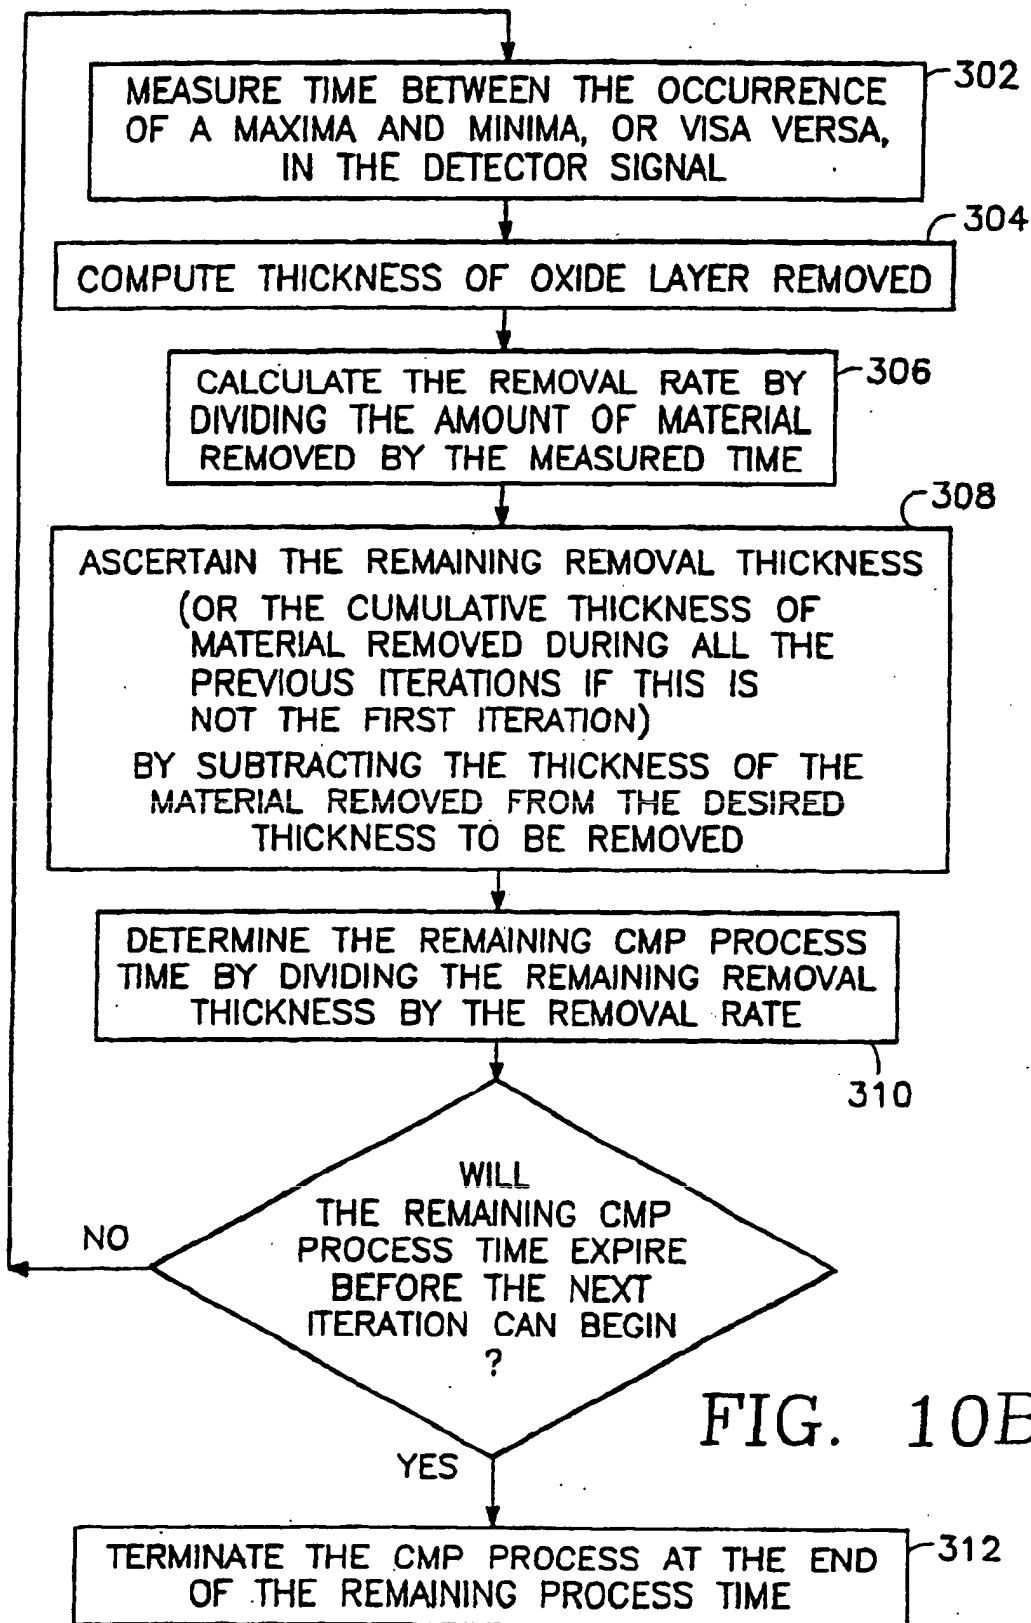 302
MEASURE TIME BETWEEN THE OCCURRENCE
OF A MAXIMA AND MINIMA, OR VISA VERSA,
IN THE DETECTOR SIGNAL
304
COMPUTE THICKNESS OF OXIDE LAYER REMOVED
306
CALCULATE THE REMOVAL RATE BY
DIVIDING THE AMOUNT OF MATERIAL
REMOVED BY THE MEASURED TIME
308
ASCERTAIN THE REMAINING REMOVAL THICKNESS
(OR THE CUMULATIVE THICKNESS OF
MATERIAL REMOVED DURING ALL THE
PREVIOUS ITERATIONS IF THIS IS
NOT THE FIRST ITERATION)
BY SUBTRACTING THE THICKNESS OF THE
MATERIAL REMOVED FROM THE DESIRED
THICKNESS TO BE REMOVED
DETERMINE THE REMAINING CMP PROCESS
TIME BY DIVIDING THE REMAINING REMOVAL
THICKNESS BY THE REMOVAL RATE
310
WILL
THE REMAINING CMP
PROCESS TIME EXPIRE
BEFORE THE NEXT
ITERATION CAN BEGIN
?
NO
YES
FIG. 10B
312
TERMINATE THE CMP PROCESS AT THE END
OF THE REMAINING PROCESS TIME